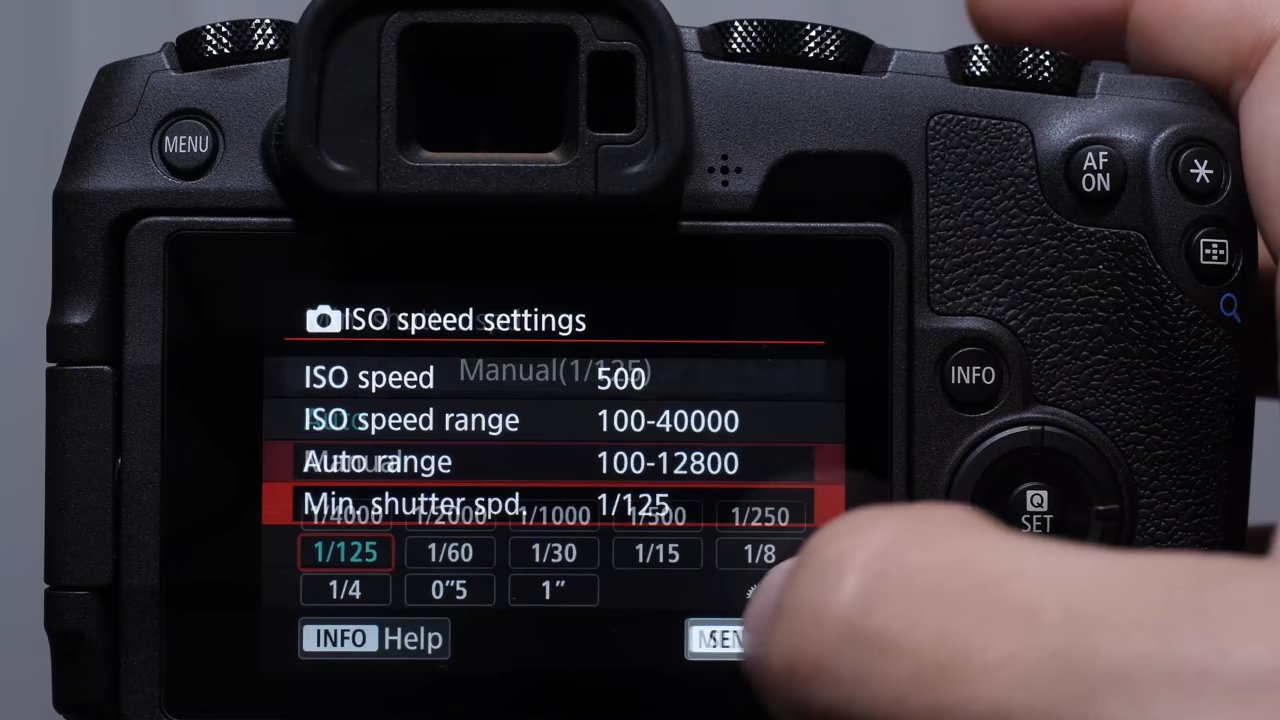 MENU
AF
ON
ISO speed settings
Manual(1/125)
ISO speed 500
Auto
ISO speed range 100-40000
Manual
Auto range 100-12800
Min. shutter spd. 1/125
1/4000 1/2000 1/1000 1/500 1/250
1/125 1/60 1/30 1/15 1/8
1/4 0"5 1"
INFO Help
INFO
Q
SET